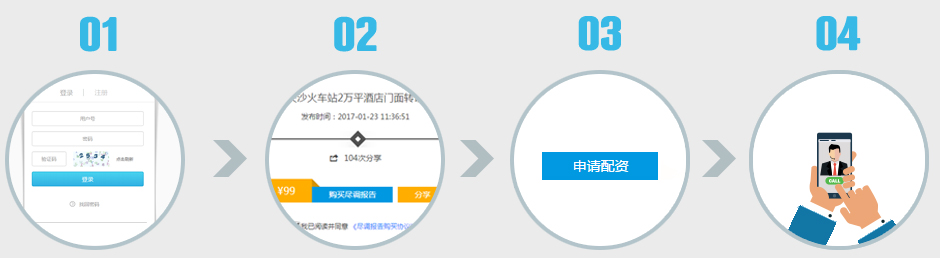 01
02
03
04
登录 | 注册
用户号
密码
验证码
点击刷新
登录
找回密码
沙火车站2万平酒店门面转
发布时间：2017-01-23 11:36:51
104次分享
¥99
购买尽调报告
分享
我已阅读并同意 《尽调报告购买协议
申请配资
CALL